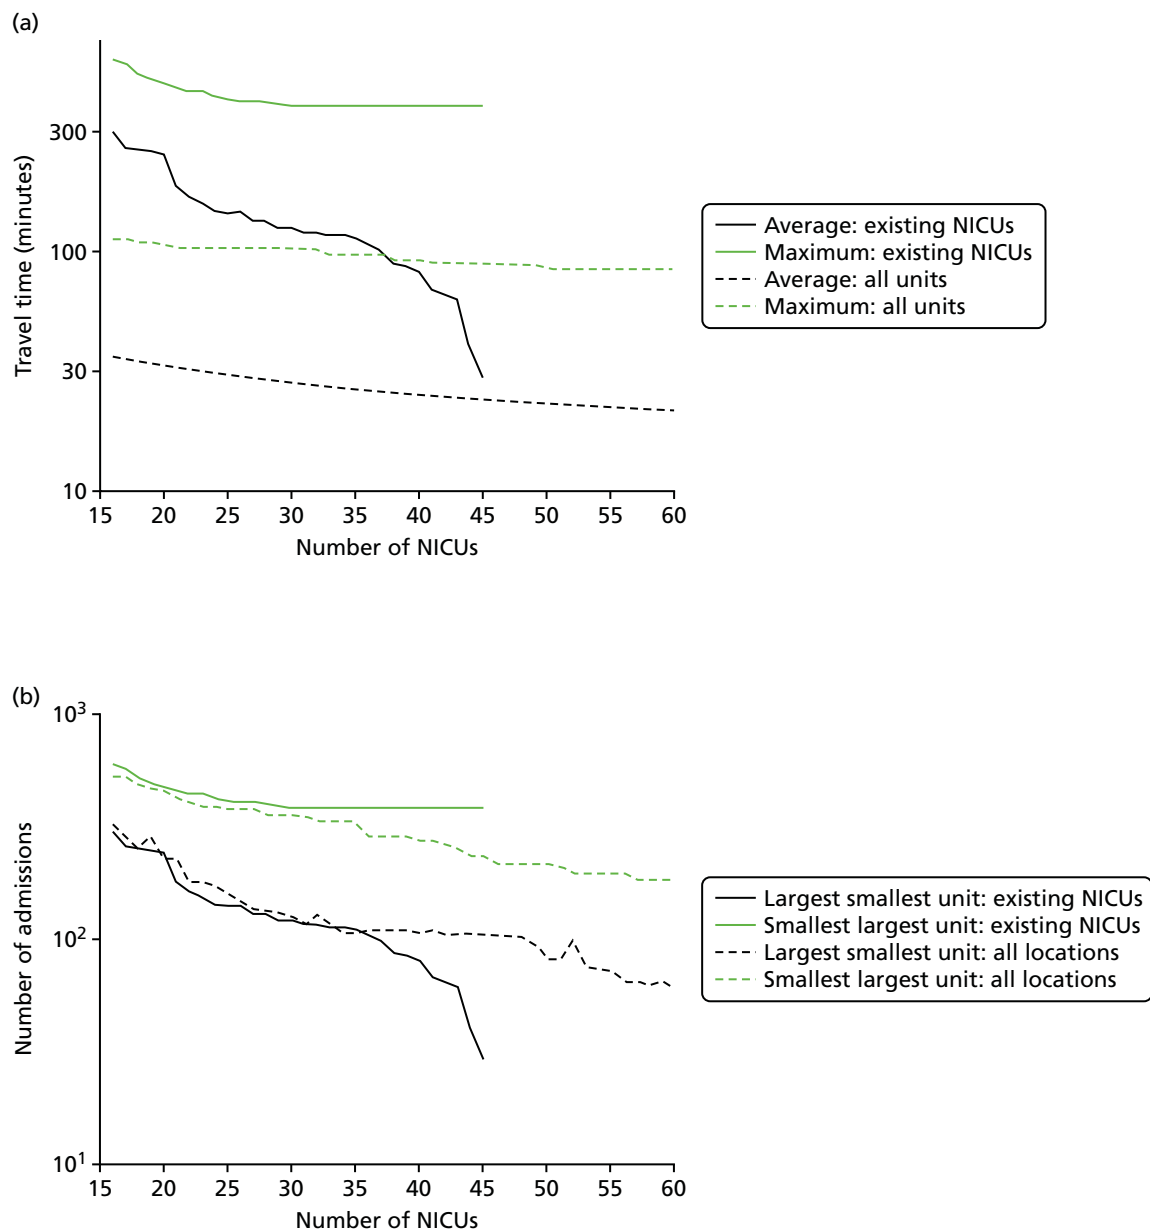 (a)
300
100
30
10
Travel time (minutes)
15 20 25 30 35 40 45 50 55 60
Number of NICUs
Average: existing NICUs
Maximum: existing NICUs
Average: all units
Maximum: all units
(b)
10³
10²
10¹
Number of admissions
15 20 25 30 35 40 45 50 55 60
Number of NICUs
Largest smallest unit: existing NICUs
Smallest largest unit: existing NICUs
Largest smallest unit: all locations
Smallest largest unit: all locations